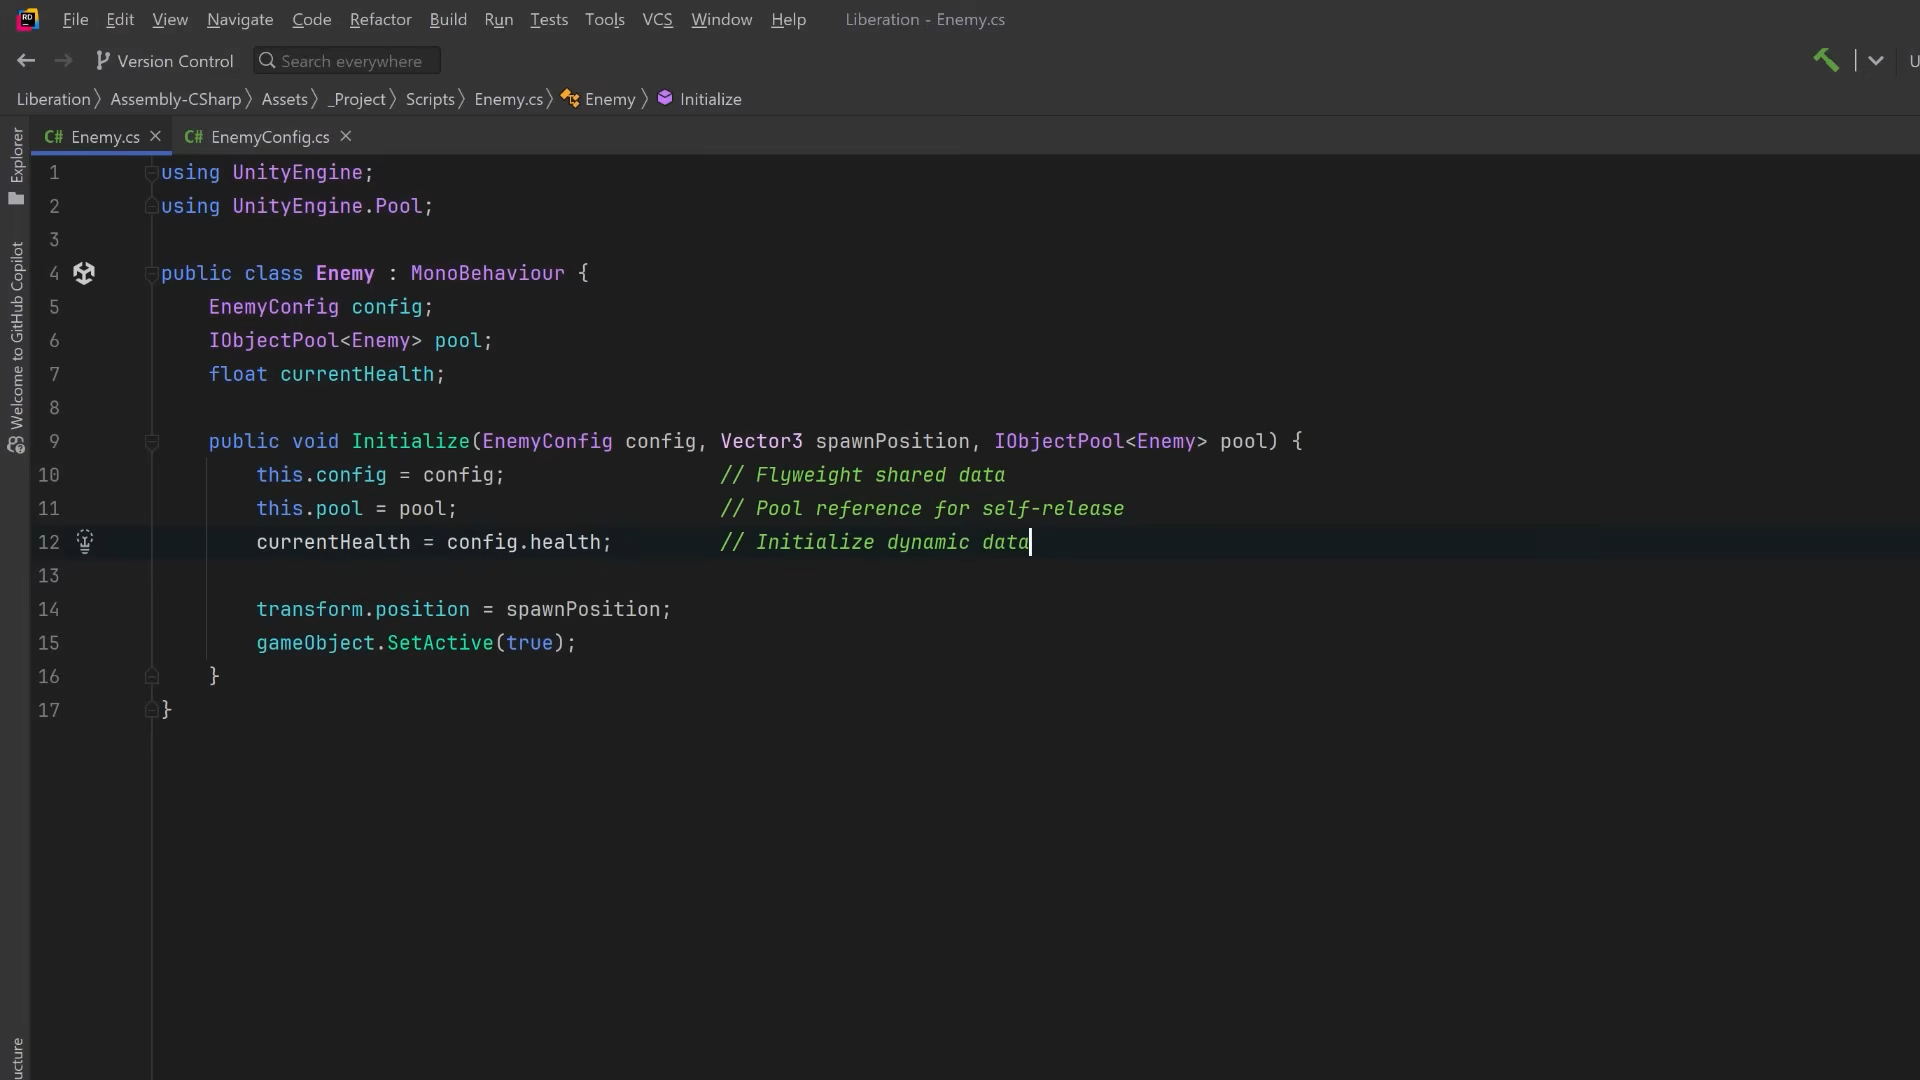 File Edit View Navigate Code Refactor Build Run Tests Tools VCS Window Help Liberation - Enemy.cs
Version Control Search everywhere
Liberation Assembly-CSharp Assets _Project Scripts Enemy.cs Enemy Initialize
C# Enemy.cs C# EnemyConfig.cs
Explorer
Welcome to GitHub Copilot
1 using UnityEngine;
2 using UnityEngine.Pool;
3
4 public class Enemy : MonoBehaviour {
5 EnemyConfig config;
6 IObjectPool<Enemy> pool;
7 float currentHealth;
8
9 public void Initialize(EnemyConfig config, Vector3 spawnPosition, IObjectPool<Enemy> pool) {
10 this.config = config; // Flyweight shared data
11 this.pool = pool; // Pool reference for self-release
12 currentHealth = config.health; // Initialize dynamic data
13
14 transform.position = spawnPosition;
15 gameObject.SetActive(true);
16 }
17 }